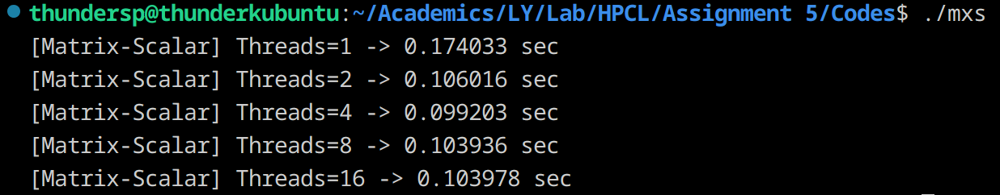 thundersp@thunderkubuntu:~/Academics/LY/Lab/HPCL/Assignment 5/Codes$ ./mxs
[Matrix-Scalar] Threads=1 -> 0.174033 sec
[Matrix-Scalar] Threads=2 -> 0.106016 sec
[Matrix-Scalar] Threads=4 -> 0.099203 sec
[Matrix-Scalar] Threads=8 -> 0.103936 sec
[Matrix-Scalar] Threads=16 -> 0.103978 sec